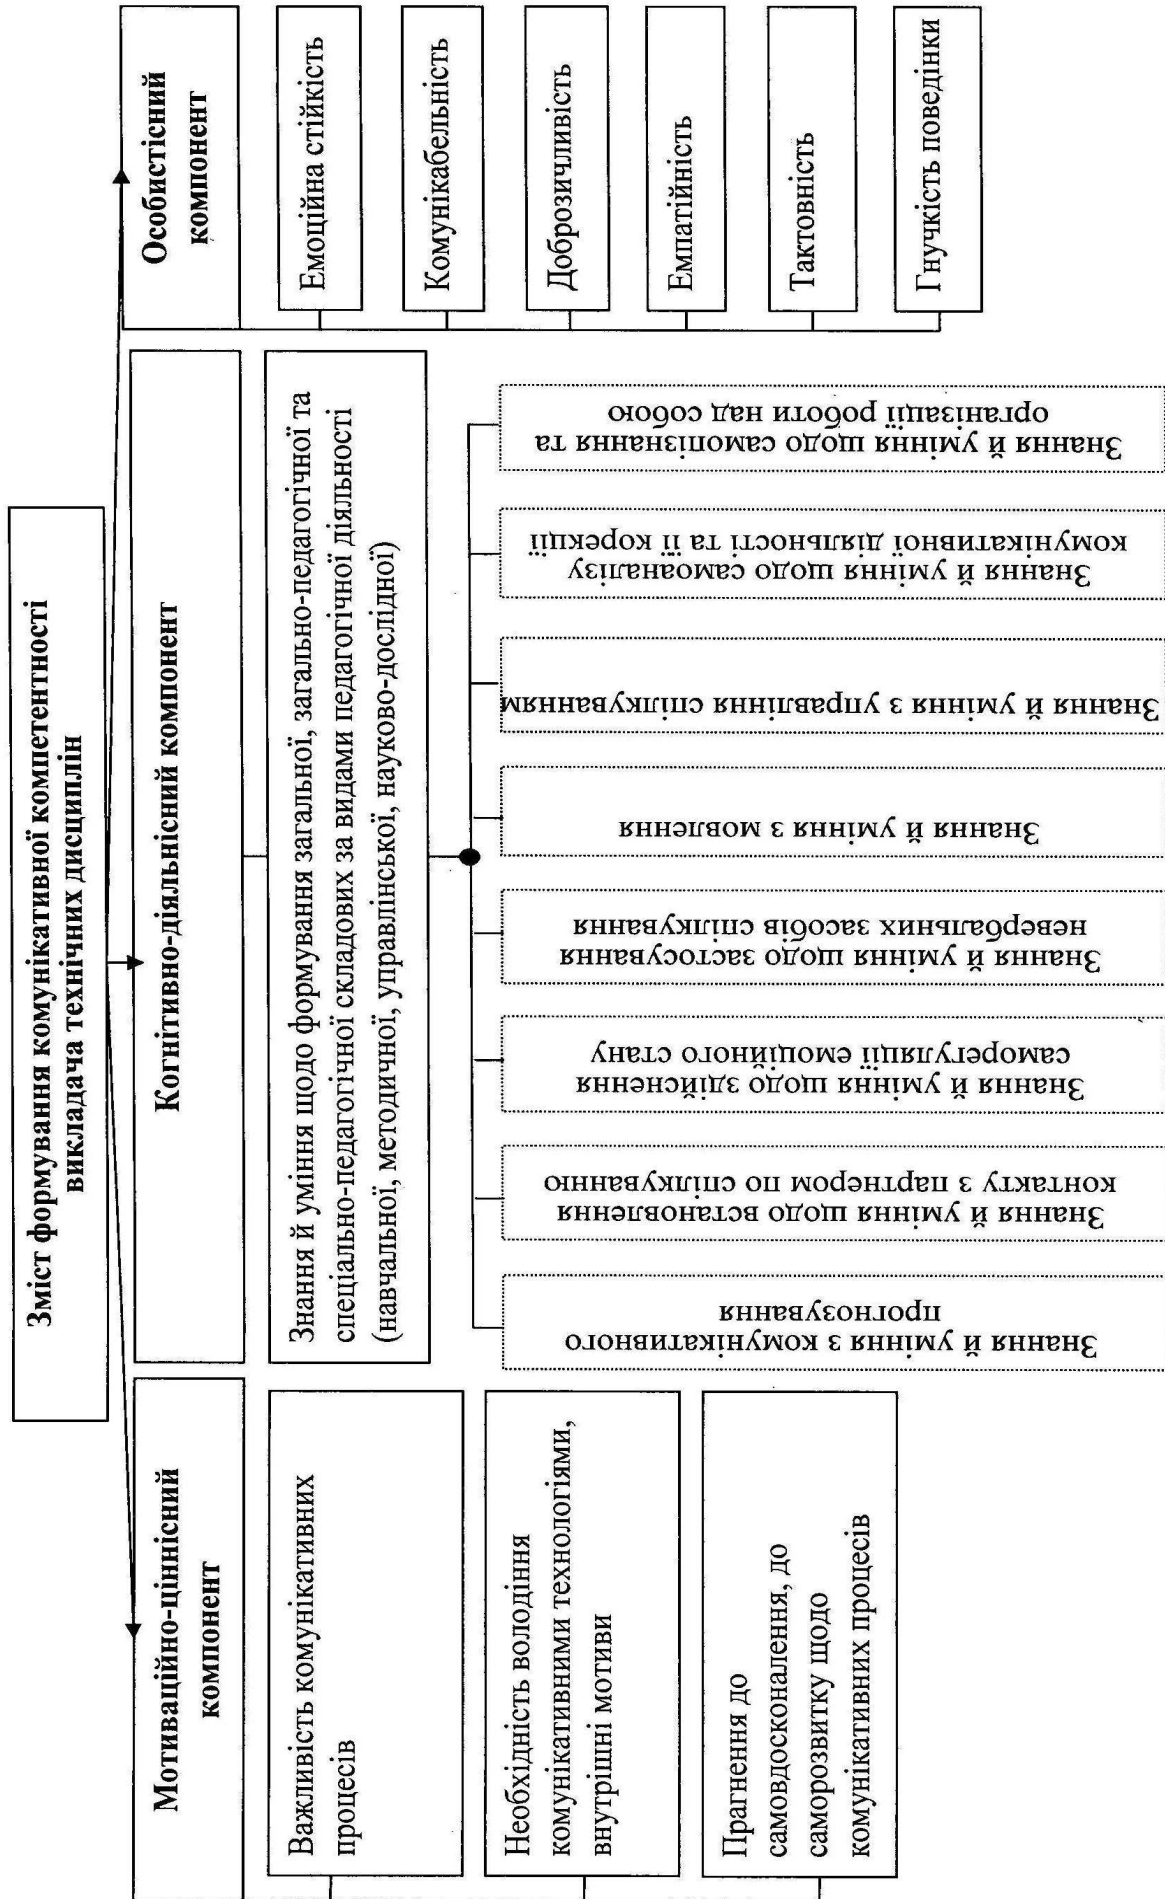 Зміст формування комунікативної компетентності
викладача технічних дисциплін
Мотиваційно-ціннісний
компонент
Важливість комунікативних
процесів
Необхідність володіння
комунікативними технологіями,
внутрішні мотиви
Прагнення до
самовдосконалення, до
саморозвитку щодо
комунікативних процесів
Когнітивно-діяльнісний компонент
Знання й уміння щодо формування загальної, загально-педагогічної та
спеціально-педагогічної складових за видами педагогічної діяльності
(навчальної, методичної, управлінської, науково-дослідної)
Знання й уміння з комунікативного
прогнозування
Знання й уміння щодо встановлення
контакту з партнером по спілкуванню
Знання й уміння щодо здійснення
саморегуляції емоційного стану
Знання й уміння щодо застосування
невербальних засобів спілкування
Знання й уміння з мовлення
Знання й уміння з управління спілкуванням
Знання й уміння щодо самоаналізу
комунікативної діяльності та її корекції
Знання й уміння щодо самопізнання та
організації роботи над собою
Особистісний
компонент
Емоційна стійкість
Комунікабельність
Доброзичливість
Емпатійність
Тактовність
Гнучкість поведінки